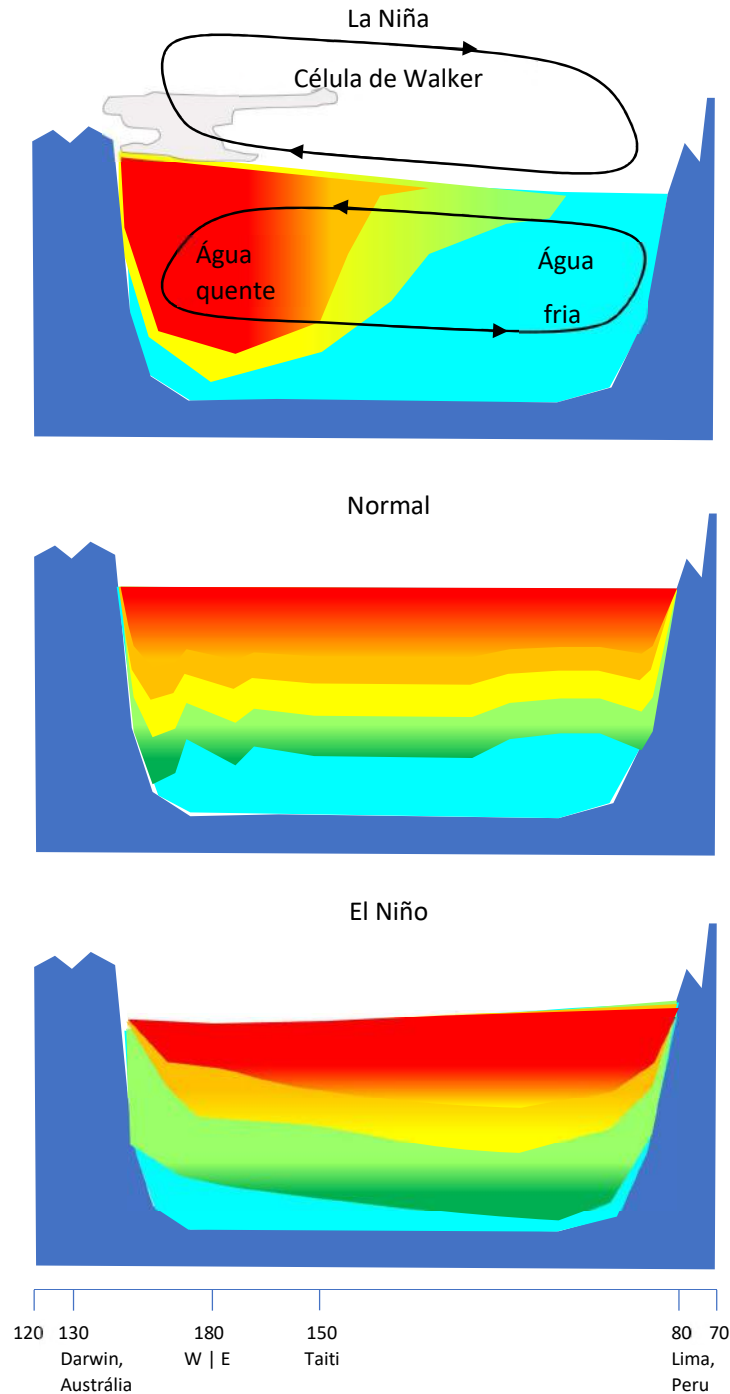 La Niña
Célula de Walker
Água
quente
Água
fria
Normal
El Niño
120 130 180 150 80 70
Darwin, W | E Taiti Lima,
Austrália Peru